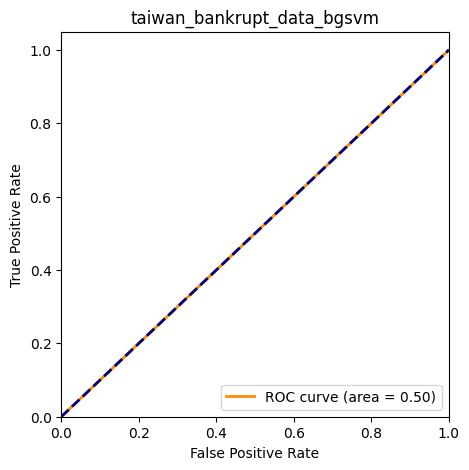 taiwan_bankrupt_data_bgsvm
True Positive Rate
1.0
0.8
0.6
0.4
0.2
0.0
ROC curve (area = 0.50)
0.0 0.2 0.4 0.6 0.8 1.0
False Positive Rate